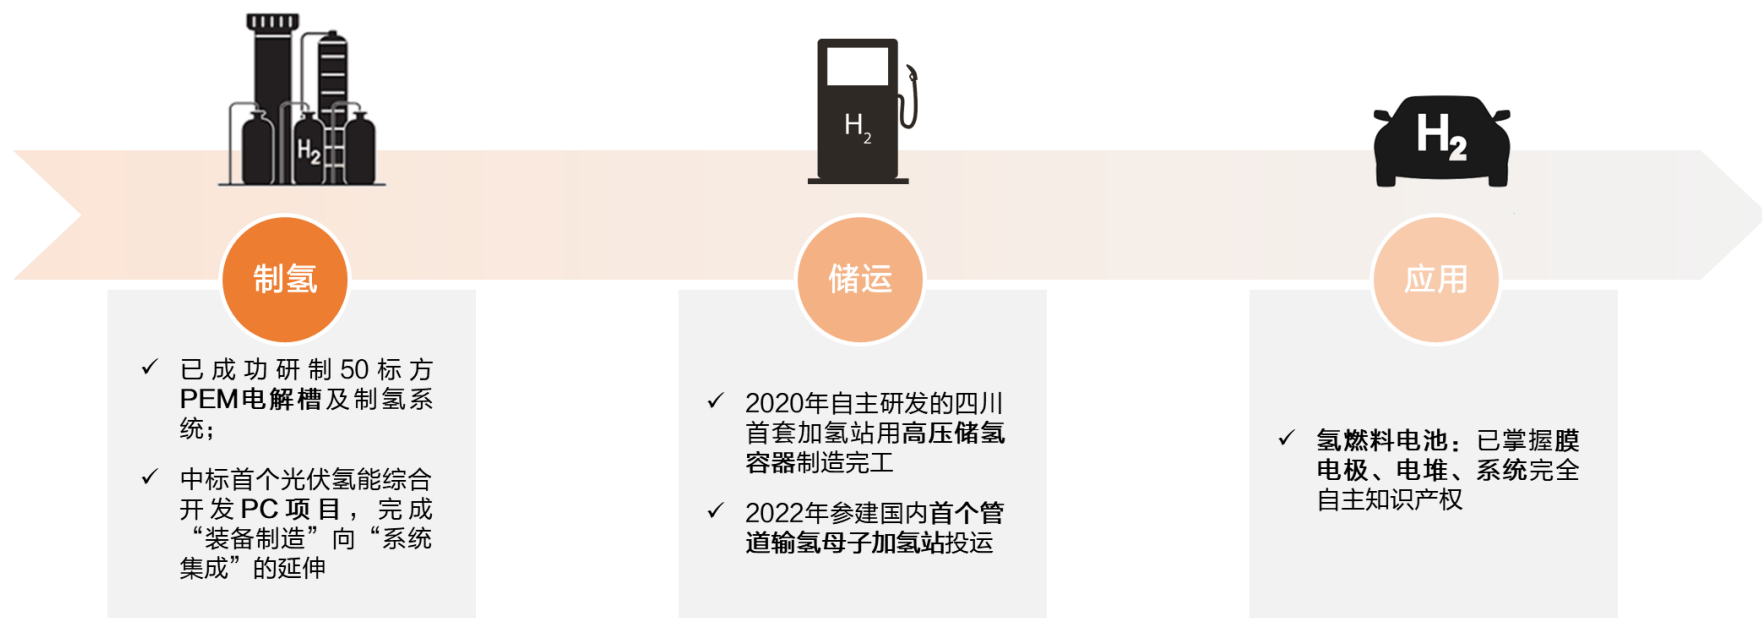 H₂
H₂
H₂
制氢
储运
应用
✓ 已成功研制50标方
PEM电解槽及制氢系
统；
✓ 中标首个光伏氢能综合
开发PC项目，完成
“装备制造”向“系统
集成”的延伸
✓ 2020年自主研发的四川
首套加氢站用高压储氢
容器制造完工
✓ 2022年参建国内首个管
道输氢母子加氢站投运
✓ 氢燃料电池：已掌握膜
电极、电堆、系统完全
自主知识产权